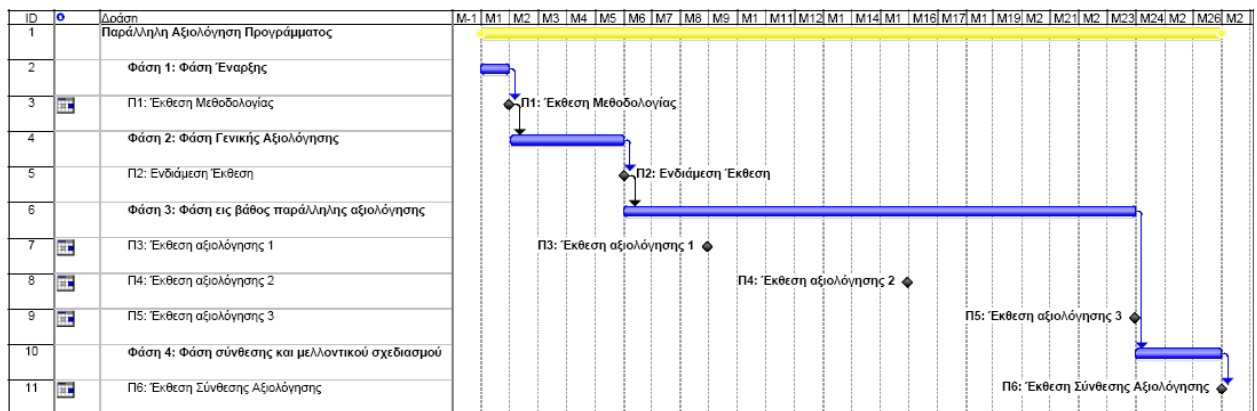 ID Δράση M-1 M1 M2 M3 M4 M5 M6 M7 M8 M9 M1 M11 M12 M1 M14 M1 M16 M17 M1 M19 M2 M21 M2 M23 M24 M2 M26 M2
1 Παράλληλη Αξιολόγηση Προγράμματος
2 Φάση 1: Φάση Έναρξης
3 Π1: Έκθεση Μεθοδολογίας Π1: Έκθεση Μεθοδολογίας
4 Φάση 2: Φάση Γενικής Αξιολόγησης
5 Π2: Ενδιάμεση Έκθεση Π2: Ενδιάμεση Έκθεση
6 Φάση 3: Φάση εις βάθος παράλληλης αξιολόγησης
7 Π3: Έκθεση αξιολόγησης 1 Π3: Έκθεση αξιολόγησης 1
8 Π4: Έκθεση αξιολόγησης 2 Π4: Έκθεση αξιολόγησης 2
9 Π5: Έκθεση αξιολόγησης 3 Π5: Έκθεση αξιολόγησης 3
10 Φάση 4: Φάση σύνθεσης και μελλοντικού σχεδιασμού
11 Π6: Έκθεση Σύνθεσης Αξιολόγησης Π6: Έκθεση Σύνθεσης Αξιολόγησης